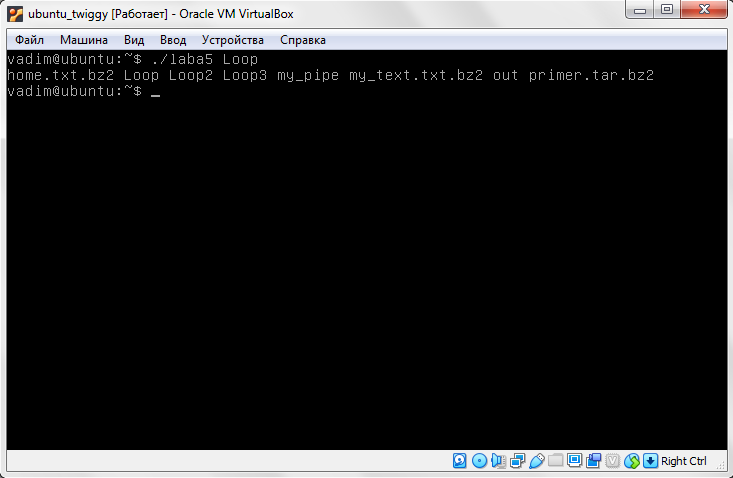 ubuntu_twiggy [Работает] - Oracle VM VirtualBox
Файл Машина Вид Ввод Устройства Справка
vadim@ubuntu:~$ ./laba5 Loop
home.txt.bz2 Loop Loop2 Loop3 my_pipe my_text.txt.bz2 out primer.tar.bz2
vadim@ubuntu:~$ _
Right Ctrl